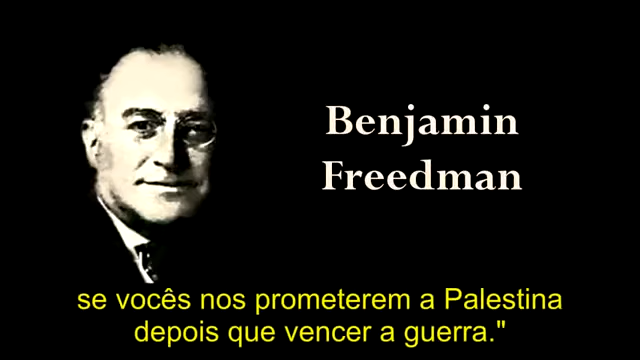 Benjamin
Freedman
se vocês nos prometerem a Palestina
depois que vencer a guerra."